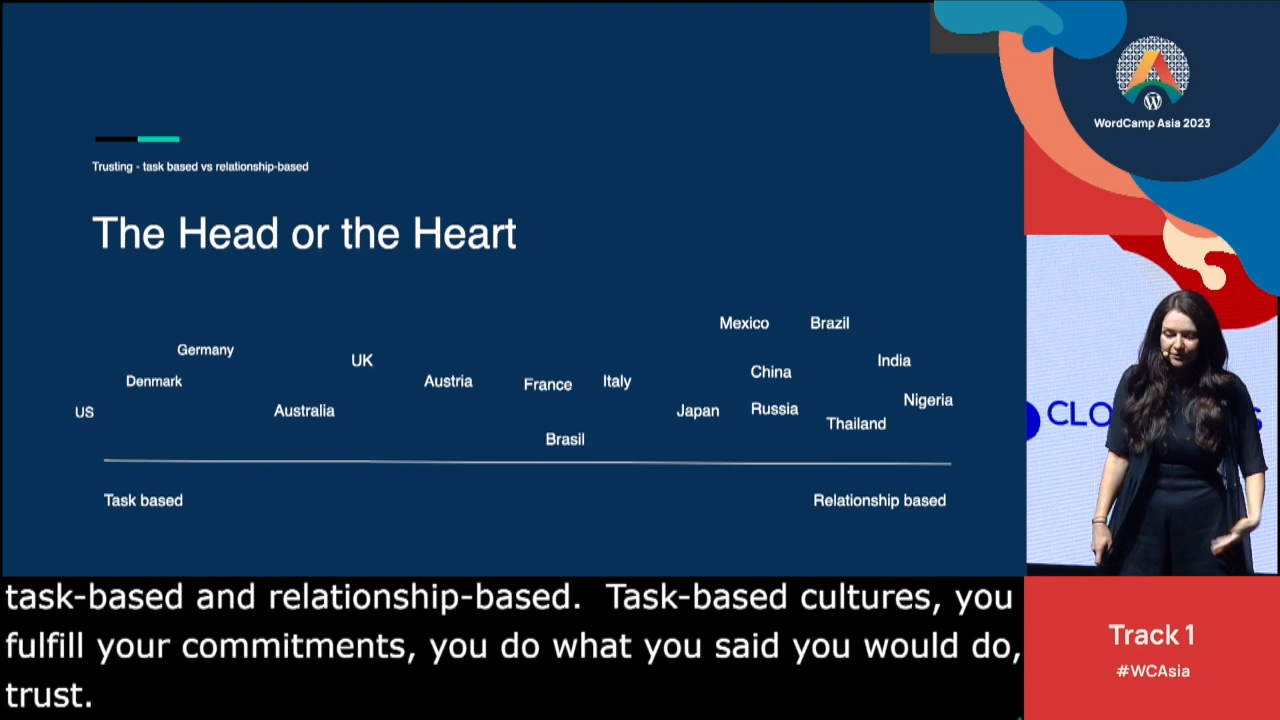 Trusting - task based vs relationship-based
The Head or the Heart
Mexico Brazil
Germany UK India
Denmark Austria France Italy China
US Australia Japan Russia Nigeria
Brasil Thailand
Task based Relationship based
task-based and relationship-based. Task-based cultures, you
fulfill your commitments, you do what you said you would do,
trust.
WordCamp Asia 2023
CLO
S
Track 1
#WCAsia